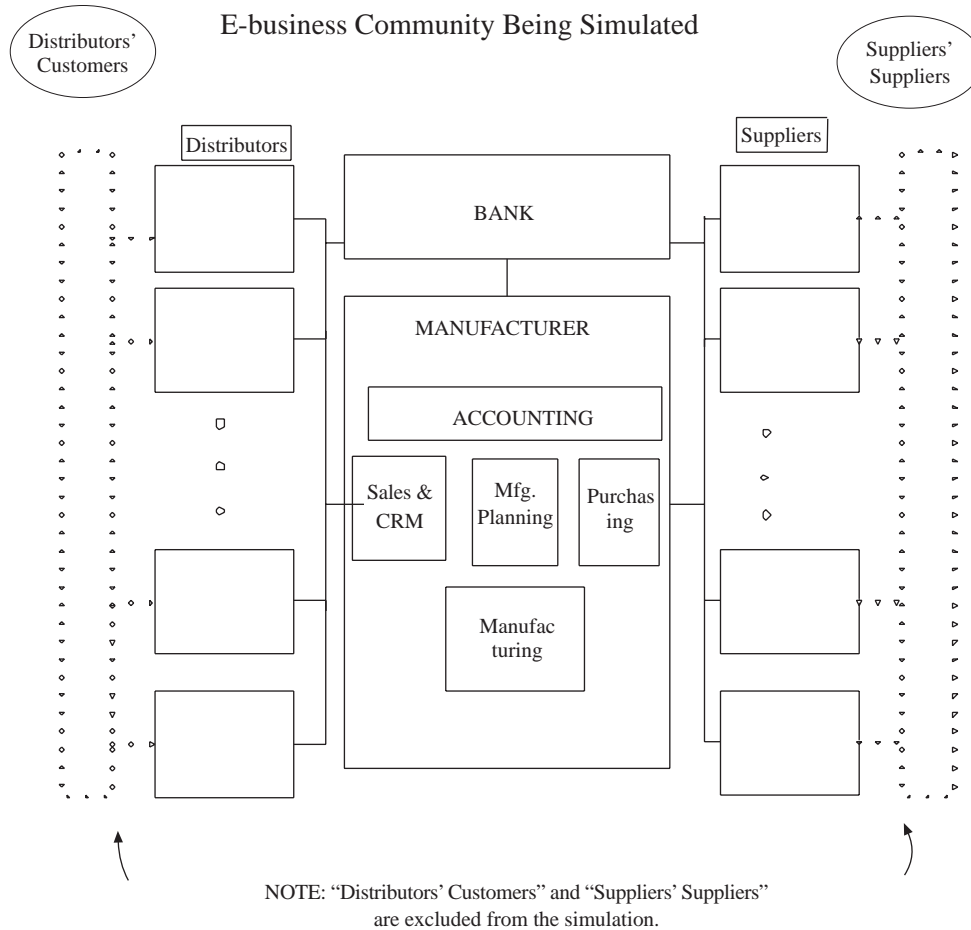 E-business Community Being Simulated
Distributors’
Customers
Suppliers’
Suppliers
Distributors
Suppliers
BANK
MANUFACTURER
ACCOUNTING
Sales &
CRM
Mfg.
Planning
Purchas
ing
Manufac
turing
NOTE: “Distributors’ Customers” and “Suppliers’ Suppliers”
are excluded from the simulation.